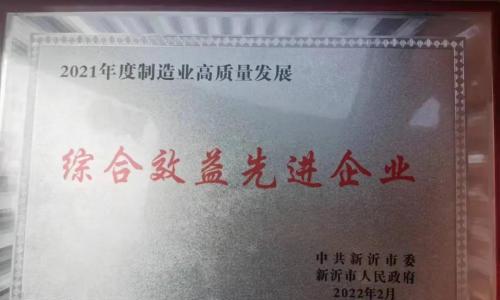 2021年度制造业高质量发展
综合效益先进企业
中共新沂市委
新沂市人民政府
2022年2月